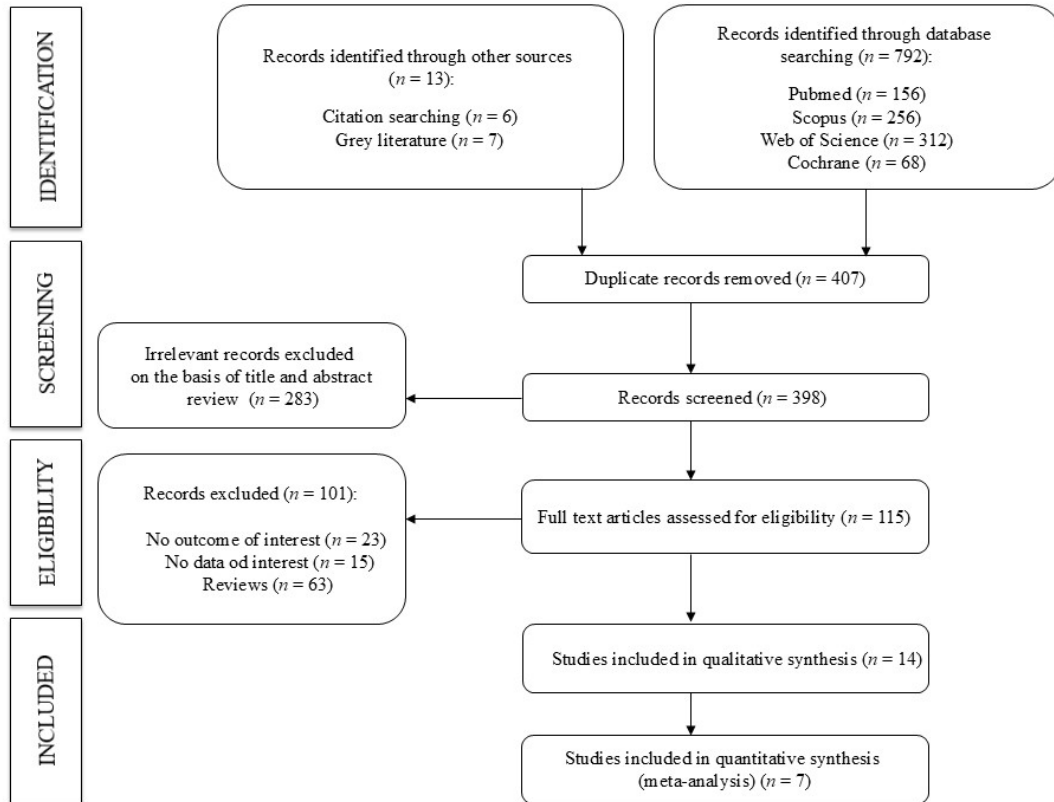 IDENTIFICATION
Records identified through other sources
(n = 13):
Citation searching (n = 6)
Grey literature (n = 7)
Records identified through database
searching (n = 792):
Pubmed (n = 156)
Scopus (n = 256)
Web of Science (n = 312)
Cochrane (n = 68)
SCREENING
Duplicate records removed (n = 407)
Irrelevant records excluded
on the basis of title and abstract
review (n = 283)
Records screened (n = 398)
ELIGIBILITY
Records excluded (n = 101):
No outcome of interest (n = 23)
No data od interest (n = 15)
Reviews (n = 63)
Full text articles assessed for eligibility (n = 115)
INCLUDED
Studies included in qualitative synthesis (n = 14)
Studies included in quantitative synthesis
(meta-analysis) (n = 7)